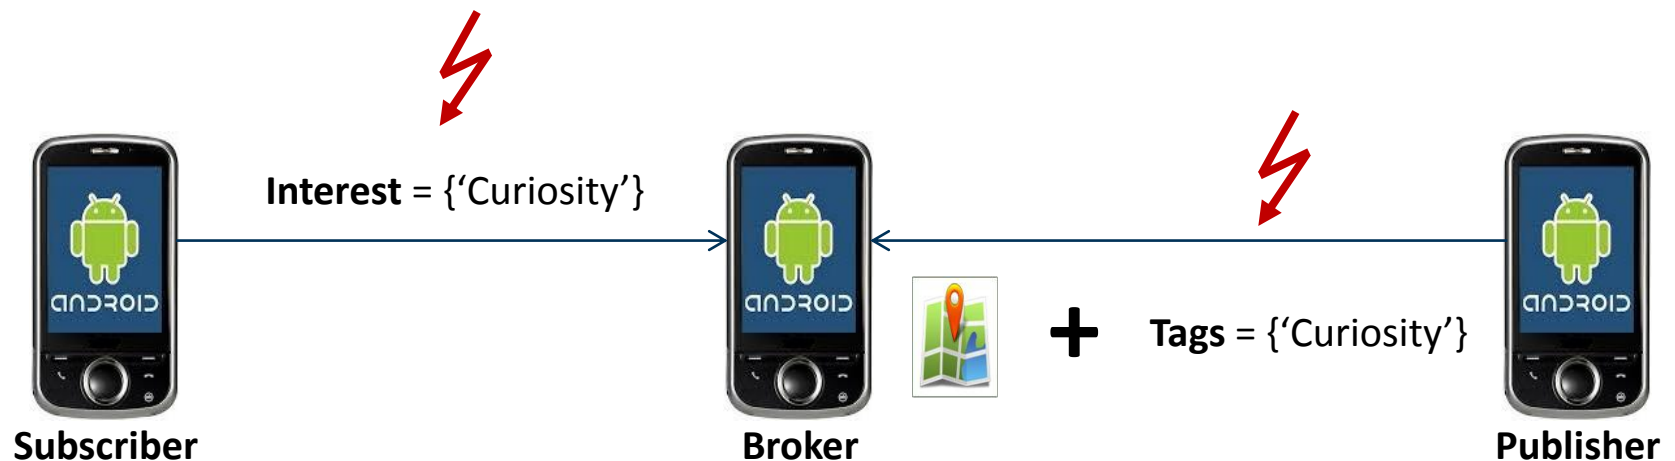 Interest = {‘Curiosity’}
ANDROID
ANDROID
ANDROID
Tags = {‘Curiosity’}
Subscriber
Broker
Publisher